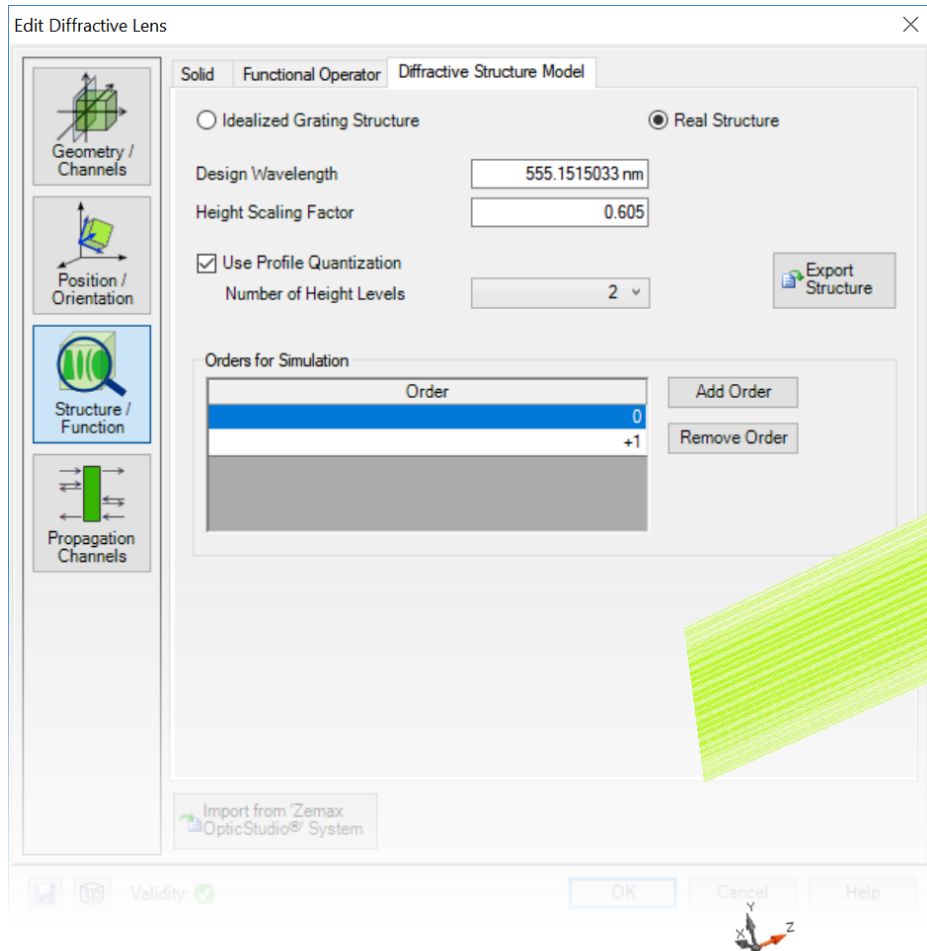 Edit Diffractive Lens
Geometry /
Channels
Position /
Orientation
Structure /
Function
Propagation
Channels
Solid
Functional Operator
Diffractive Structure Model
Idealized Grating Structure
Real Structure
Design Wavelength
555.1515033 nm
Height Scaling Factor
0.605
Use Profile Quantization
Number of Height Levels
2
Export
Structure
Orders for Simulation
Order
0
+1
Add Order
Remove Order
Import from 'Zemax
OpticStudio®' System
Validity:
OK
Cancel
Help
Y
X
Z